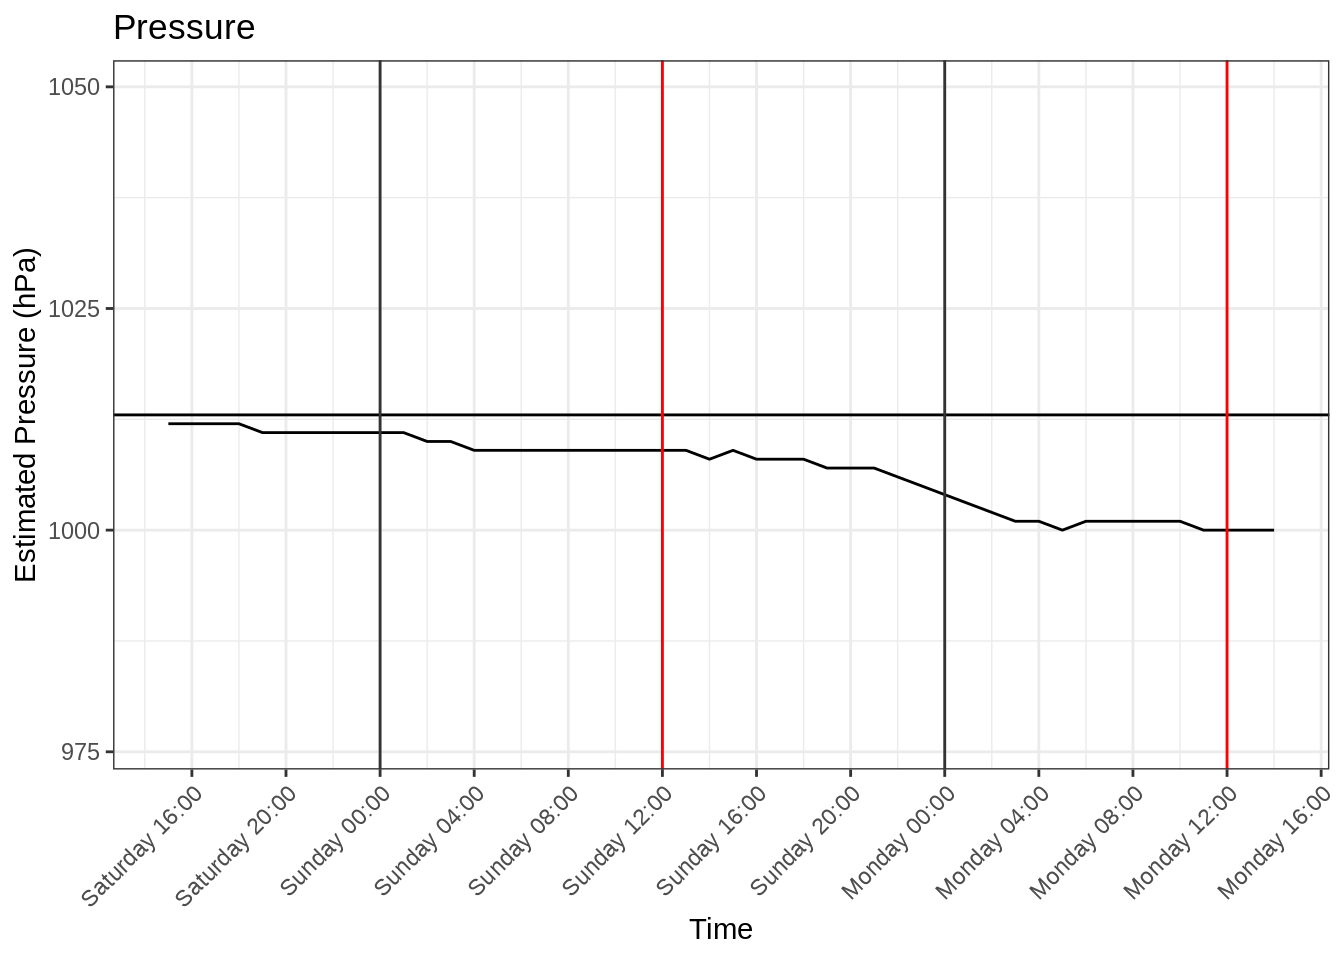 Pressure
Estimated Pressure (hPa)
1050
1025
1000
975
Saturday 16:00
Saturday 20:00
Sunday 00:00
Sunday 04:00
Sunday 08:00
Sunday 12:00
Sunday 16:00
Sunday 20:00
Monday 00:00
Monday 04:00
Monday 08:00
Monday 12:00
Monday 16:00
Time